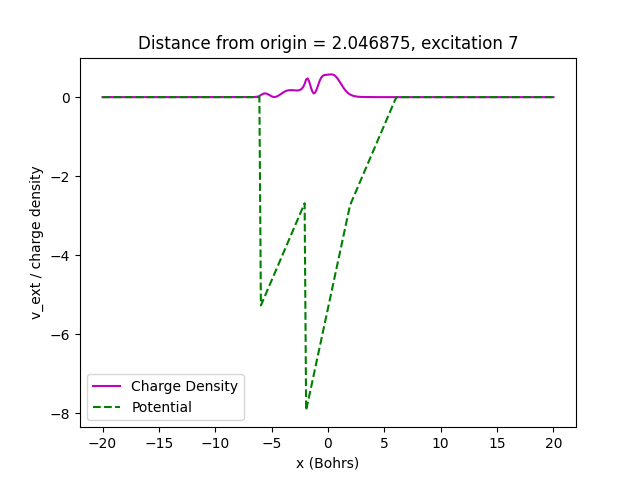 Distance from origin = 2.046875, excitation 7
v_ext / charge density
0
−2
−4
−6
−8
Charge Density
Potential
−20 −15 −10 −5 0 5 10 15 20
x (Bohrs)